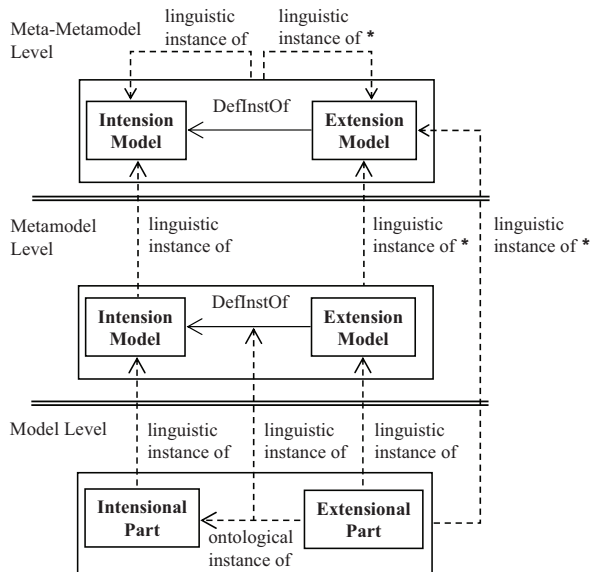 Meta-Metamodel
Level
linguistic
instance of
linguistic
instance of *
Intension
Model
DefInstOf
Extension
Model
Metamodel
Level
linguistic
instance of
linguistic
instance of *
linguistic
instance of *
Intension
Model
DefInstOf
Extension
Model
Model Level
linguistic
instance of
linguistic
instance of
linguistic
instance of
Intensional
Part
ontological
instance of
Extensional
Part